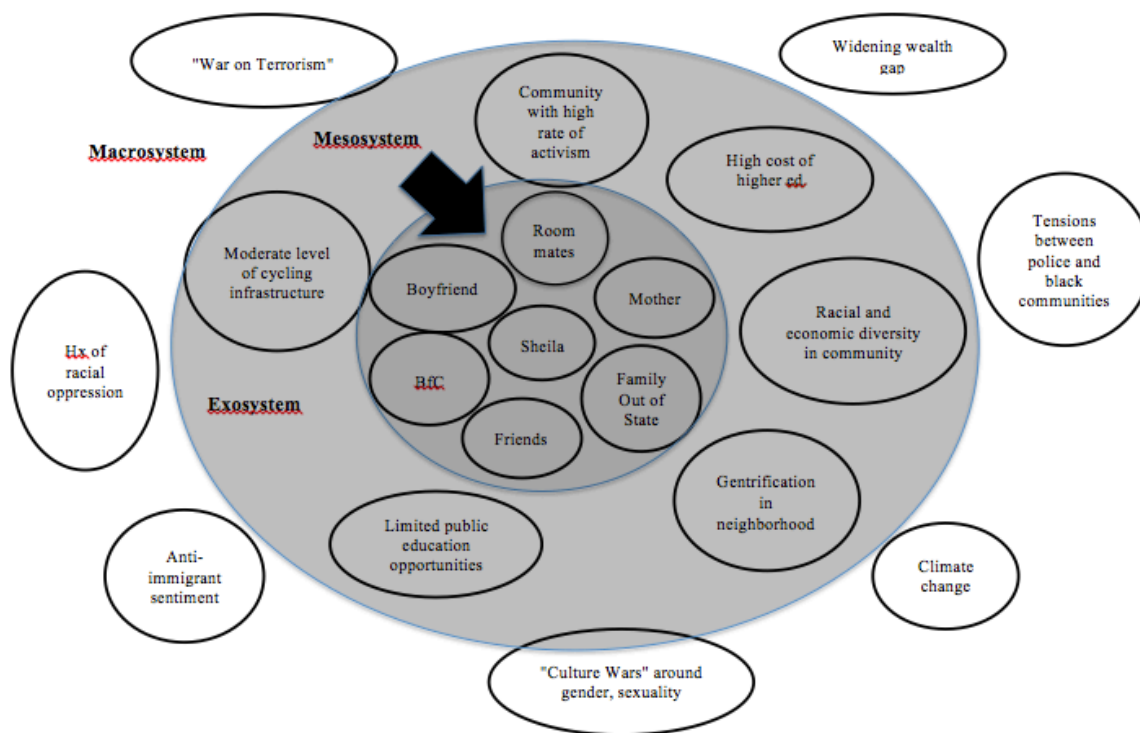 "War on Terrorism"
Widening wealth
gap
Macrosystem
Mesosystem
Community
with high
rate of
activism
High cost of
higher ed.
Tensions
between
police and
black
communities
Moderate level
of cycling
infrastructure
Room
mates
Boyfriend
Mother
Racial and
economic diversity
in community
Sheila
Hx of
racial
oppression
BfC
Family
Out of
State
Exosystem
Friends
Gentrification
in
neighborhood
Limited public
education
opportunities
Anti-
immigrant
sentiment
Climate
change
"Culture Wars" around
gender, sexuality